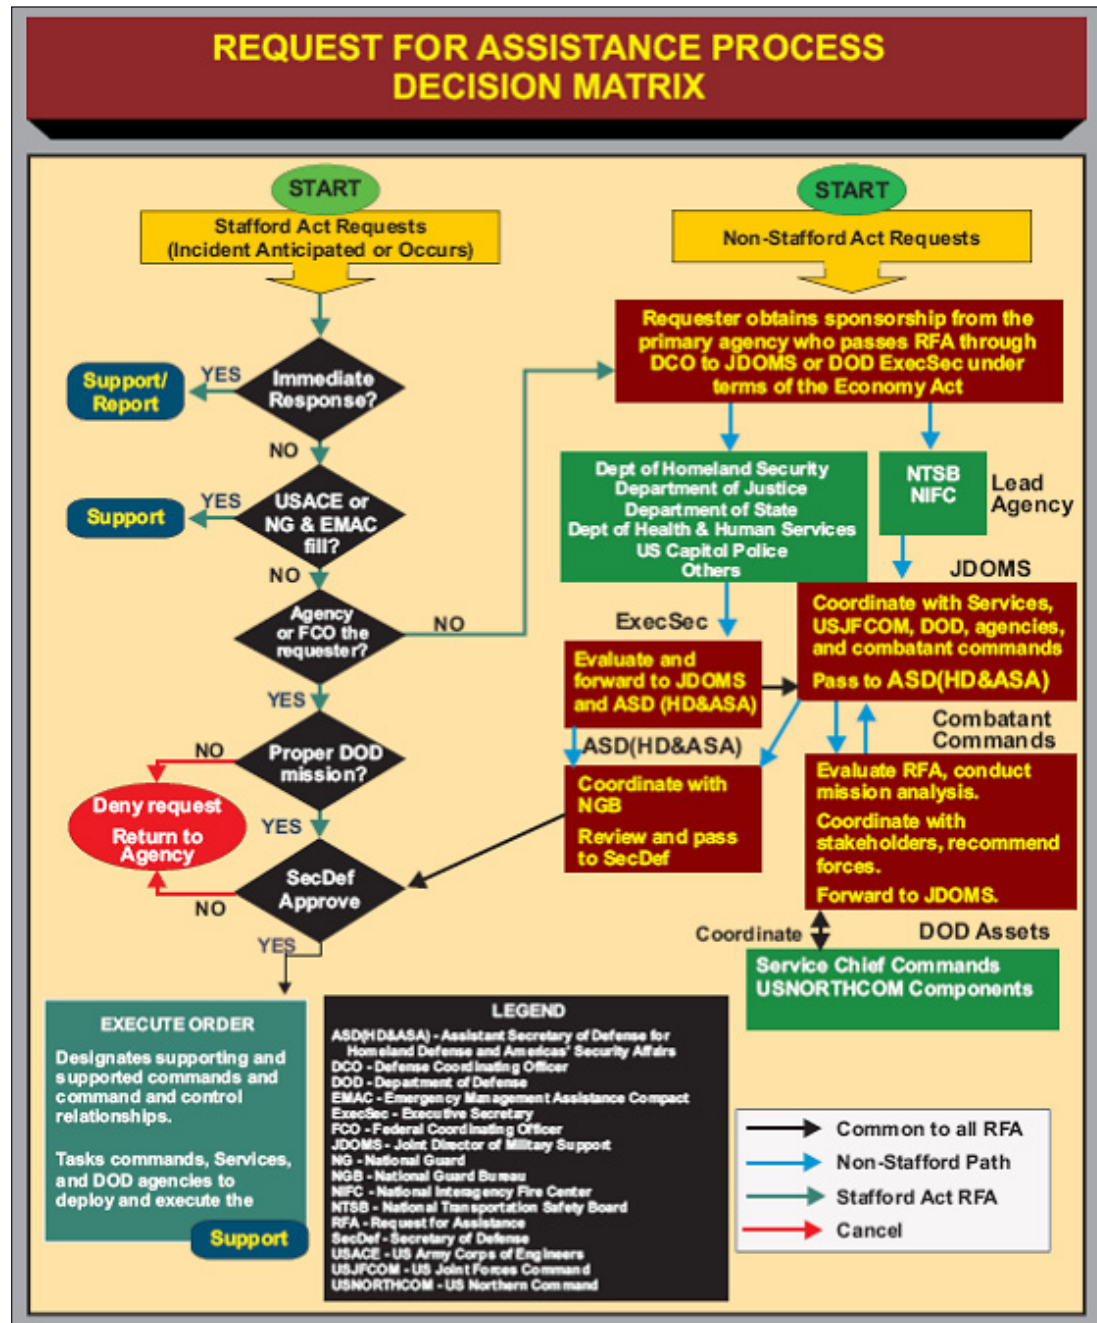 REQUEST FOR ASSISTANCE PROCESS
DECISION MATRIX
START
Stafford Act Requests
(Incident Anticipated or Occurs)
Immediate
Response?
YES
Support/
Report
NO
USACE or
NG & EMAC
fill?
YES
Support
NO
Agency
or FCO the
requester?
NO
YES
Proper DOD
mission?
NO
Deny request
Return to
Agency
YES
SecDef
Approve
NO
YES
EXECUTE ORDER
Designates supporting and
supported commands and
command and control
relationships.
Tasks commands, Services,
and DOD agencies to
deploy and execute the
Support
START
Non-Stafford Act Requests
Requester obtains sponsorship from the
primary agency who passes RFA through
DCO to JDOMS or DOD ExecSec under
terms of the Economy Act
Dept of Homeland Security
Department of Justice
Department of State
Dept of Health & Human Services
US Capitol Police
Others
NTSB
NIFC
Lead
Agency
JDOMS
Coordinate with Services,
USJFCOM, DOD, agencies,
and combatant commands
Pass to ASD(HD&ASA)
ExecSec
Evaluate and
forward to JDOMS
and ASD (HD&ASA)
ASD(HD&ASA)
Coordinate with
NGB
Review and pass
to SecDef
Combatant
Commands
Evaluate RFA, conduct
mission analysis.
Coordinate with
stakeholders, recommend
forces.
Forward to JDOMS.
Coordinate
DOD Assets
Service Chief Commands
USNORTHCOM Components
LEGEND
ASD(HD&ASA) - Assistant Secretary of Defense for
Homeland Defense and Americas' Security Affairs
DCO - Defense Coordinating Officer
DOD - Department of Defense
EMAC - Emergency Management Assistance Compact
ExecSec - Executive Secretary
FCO - Federal Coordinating Officer
JDOMS - Joint Director of Military Support
NG - National Guard
NGB - National Guard Bureau
NIFC - National Interagency Fire Center
NTSB - National Transportation Safety Board
RFA - Request for Assistance
SecDef - Secretary of Defense
USACE - US Army Corps of Engineers
USJFCOM - US Joint Forces Command
USNORTHCOM - US Northern Command
Common to all RFA
Non-Stafford Path
Stafford Act RFA
Cancel